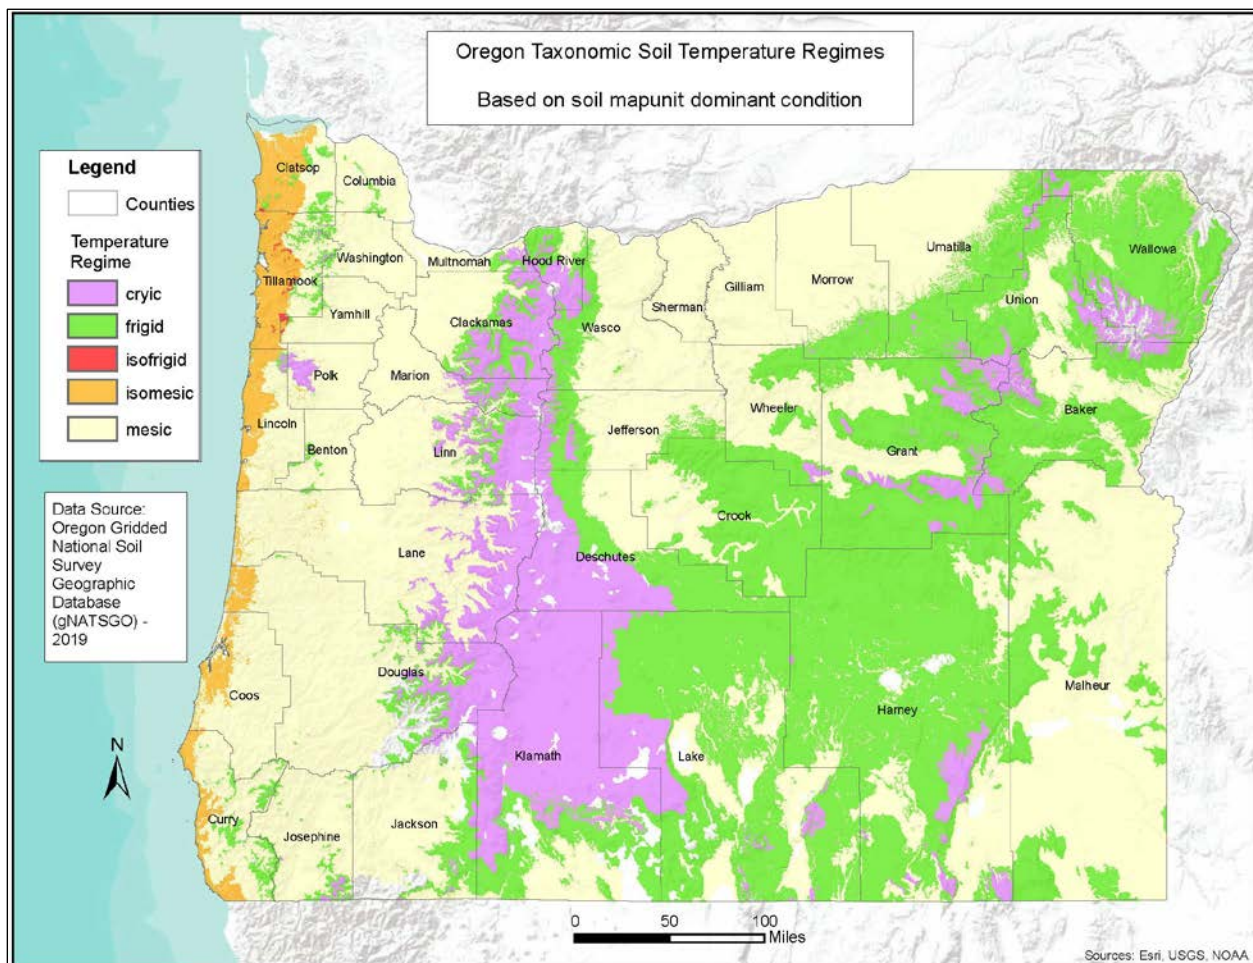 Oregon Taxonomic Soil Temperature Regimes
Based on soil mapunit dominant condition
Legend
Counties
Temperature
Regime
cryic
frigid
isofrigid
isomesic
mesic
Data Source:
Oregon Gridded
National Soil
Survey
Geographic
Database
(gNATSGO) -
2019
N
Clatsop
Columbia
Tillamook
Washington
Multnomah
Hood River
Yamhill
Clackamas
Wasco
Sherman
Gilliam
Morrow
Umatilla
Union
Wallowa
Polk
Marion
Wheeler
Baker
Lincoln
Benton
Linn
Jefferson
Grant
Crook
Lane
Deschutes
Douglas
Coos
Malheur
Harney
Klamath
Lake
Curry
Josephine
Jackson
0 50 100
Miles
Sources: Esri, USGS, NOAA